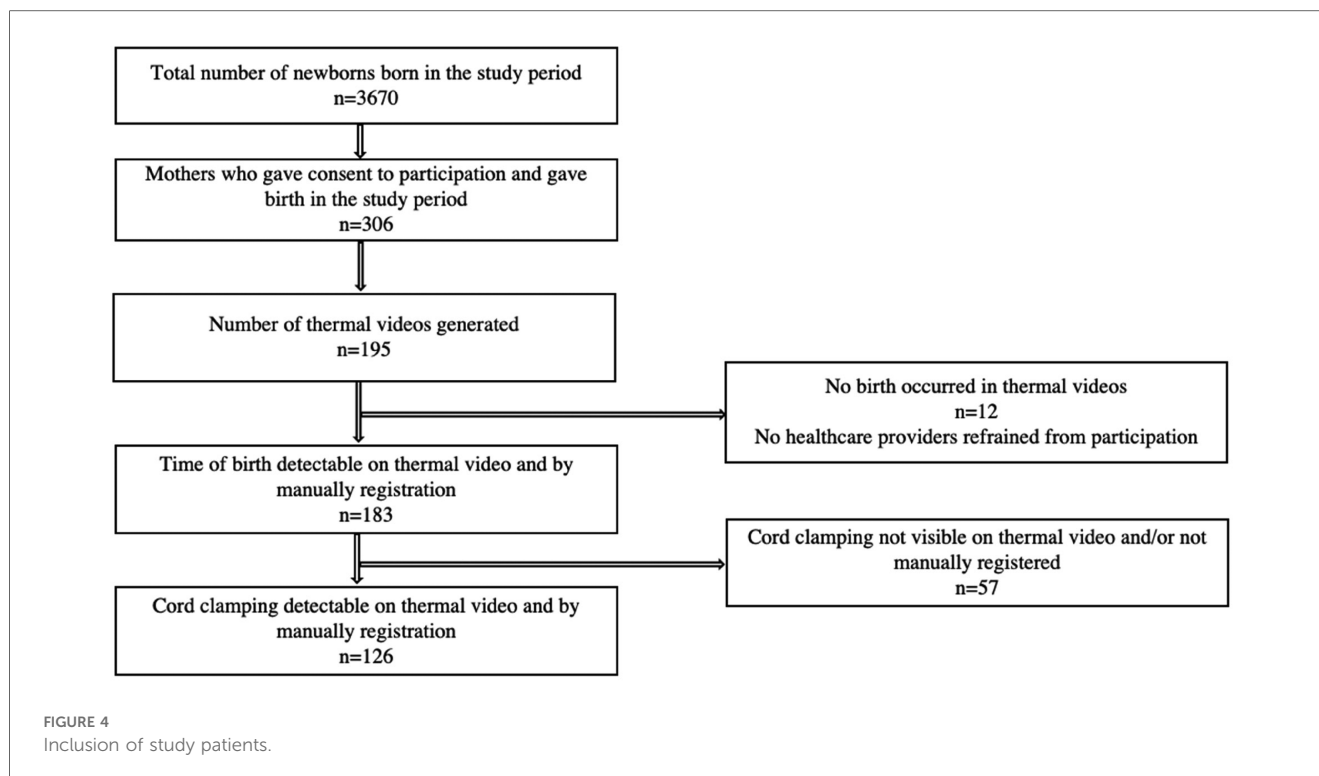 Total number of newborns born in the study period
n=3670
Mothers who gave consent to participation and gave
birth in the study period
n=306
Number of thermal videos generated
n=195
No birth occurred in thermal videos
n=12
No healthcare providers refrained from participation
Time of birth detectable on thermal video and by
manually registration
n=183
Cord clamping not visible on thermal video and/or not
manually registered
n=57
Cord clamping detectable on thermal video and by
manually registration
n=126
FIGURE 4
Inclusion of study patients.